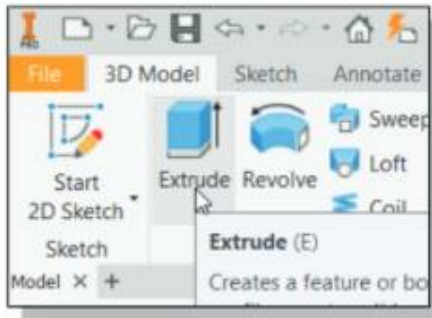 PRO
File 3D Model Sketch Annotate
Start
2D Sketch
Extrude Revolve
Sweep
Loft
Coil
Sketch
Model × +
Extrude (E)
Creates a feature or bo